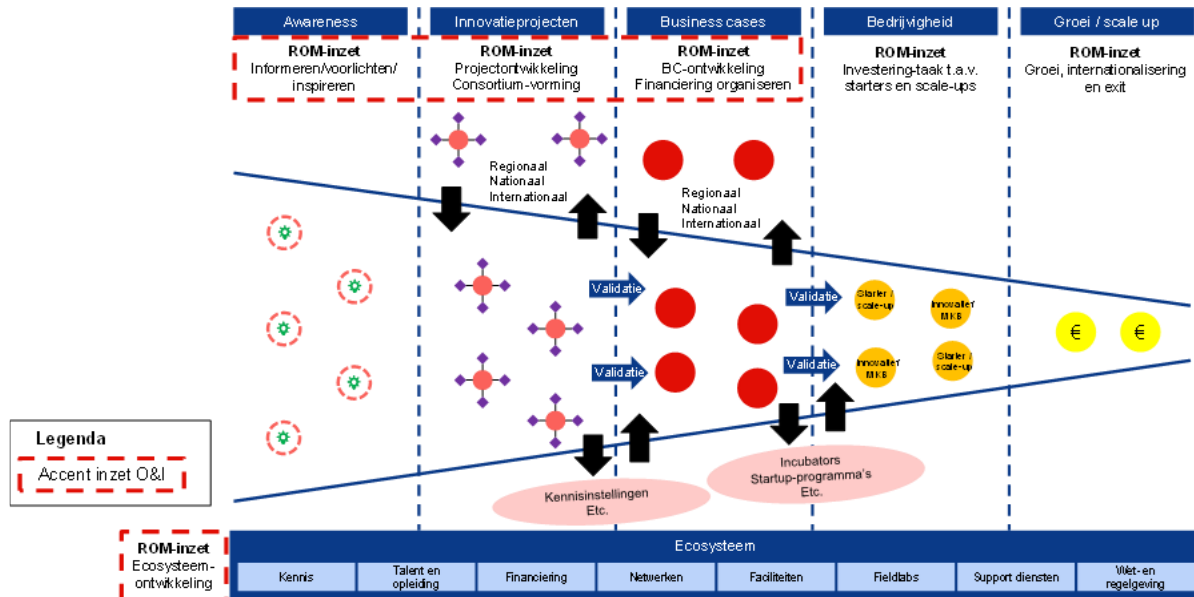 Awareness
Innovatieprojecten
Business cases
Bedrijvigheid
Groei / scale up
ROM-inzet
Informeren/voorlichten/
inspireren
ROM-inzet
Projectontwikkeling
Consortium-vorming
ROM-inzet
BC-ontwikkeling
Financiering organiseren
ROM-inzet
Investering-taak t.a.v.
starters en scale-ups
ROM-inzet
Groei, internationalisering
en exit
Regionaal
Nationaal
Internationaal
Regionaal
Nationaal
Internationaal
Validatie
Validatie
Starter /
scale-up
Innovatief
MKB
€
€
Validatie
Validatie
Innovatief
MKB
Starter /
scale-up
Legenda
Accent inzet O&I
Kennisinstellingen
Etc.
Incubators
Startup-programma's
Etc.
ROM-inzet
Ecosysteem-
ontwikkeling
Ecosysteem
Kennis
Talent en
opleiding
Financiering
Netwerken
Faciliteiten
Fieldlabs
Support diensten
Wet- en
regelgeving